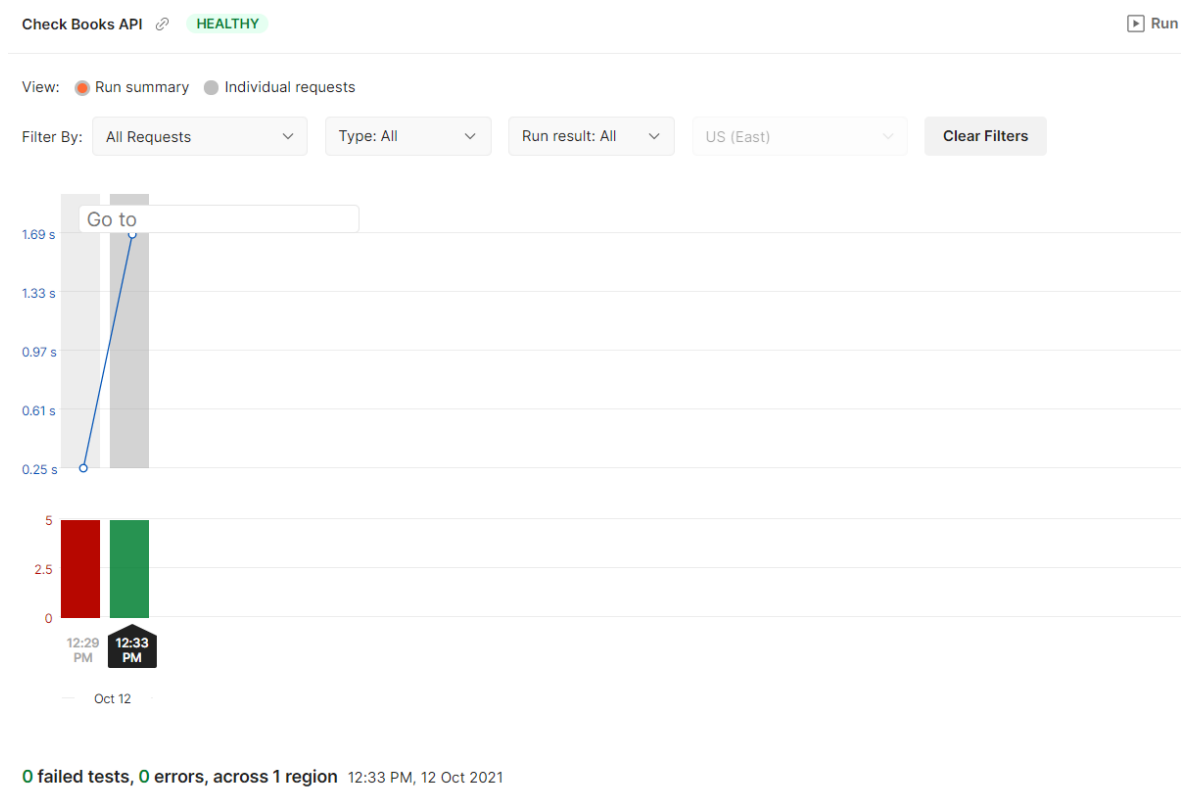 Check Books API HEALTHY Run
View: Run summary Individual requests
Filter By: All Requests Type: All Run result: All US (East) Clear Filters
Go to
1.69 s
1.33 s
0.97 s
0.61 s
0.25 s
5
2.5
0
12:29 PM
12:33 PM
Oct 12
0 failed tests, 0 errors, across 1 region 12:33 PM, 12 Oct 2021